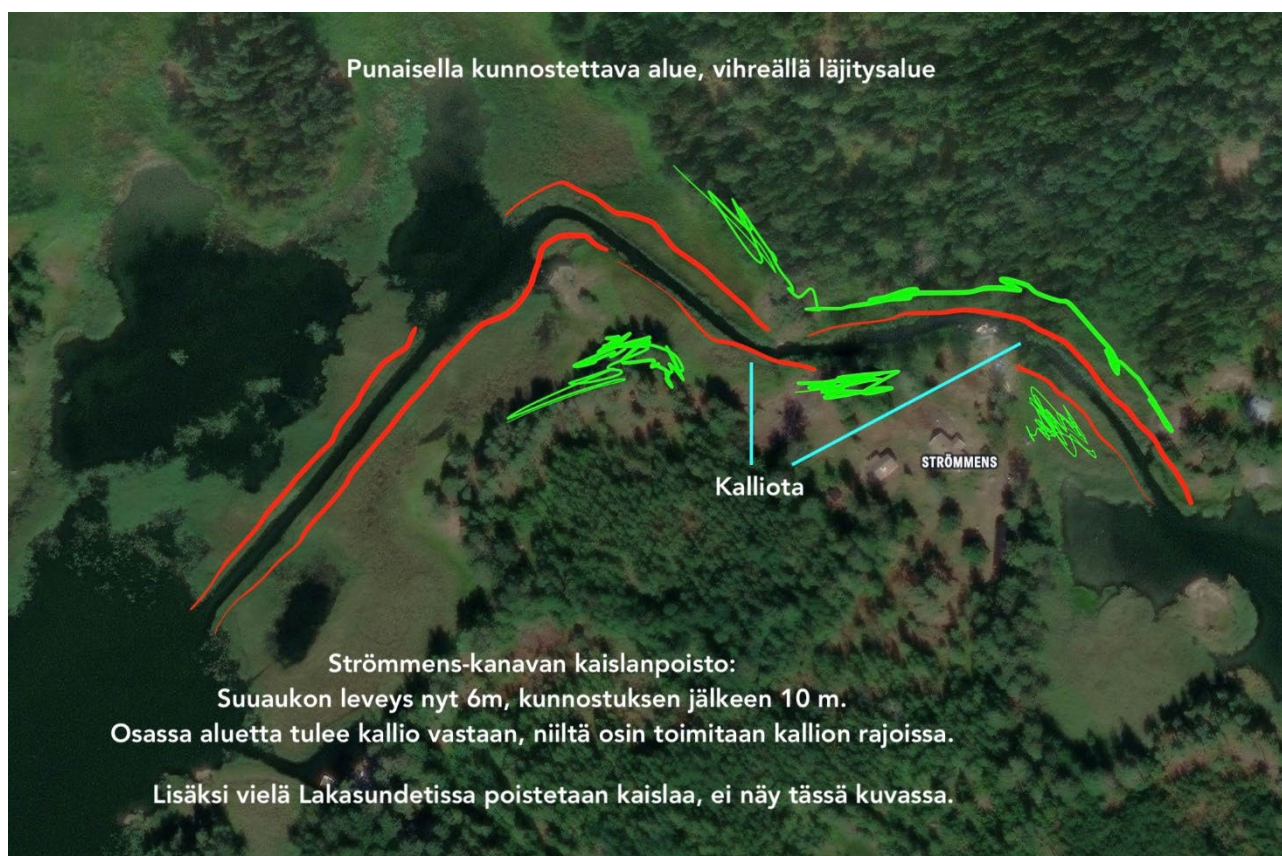 Punaisella kunnostettava alue, vihreällä läjitysalue
STRÖMMENS
Kalliota
Strömmens-kanavan kaislanpoisto:
Suuaukon leveys nyt 6m, kunnostuksen jälkeen 10 m.
Osassa aluetta tulee kallio vastaan, niiltä osin toimitaan kallion rajoissa.
Lisäksi vielä Lakasundetissa poistetaan kaislaa, ei näy tässä kuvassa.